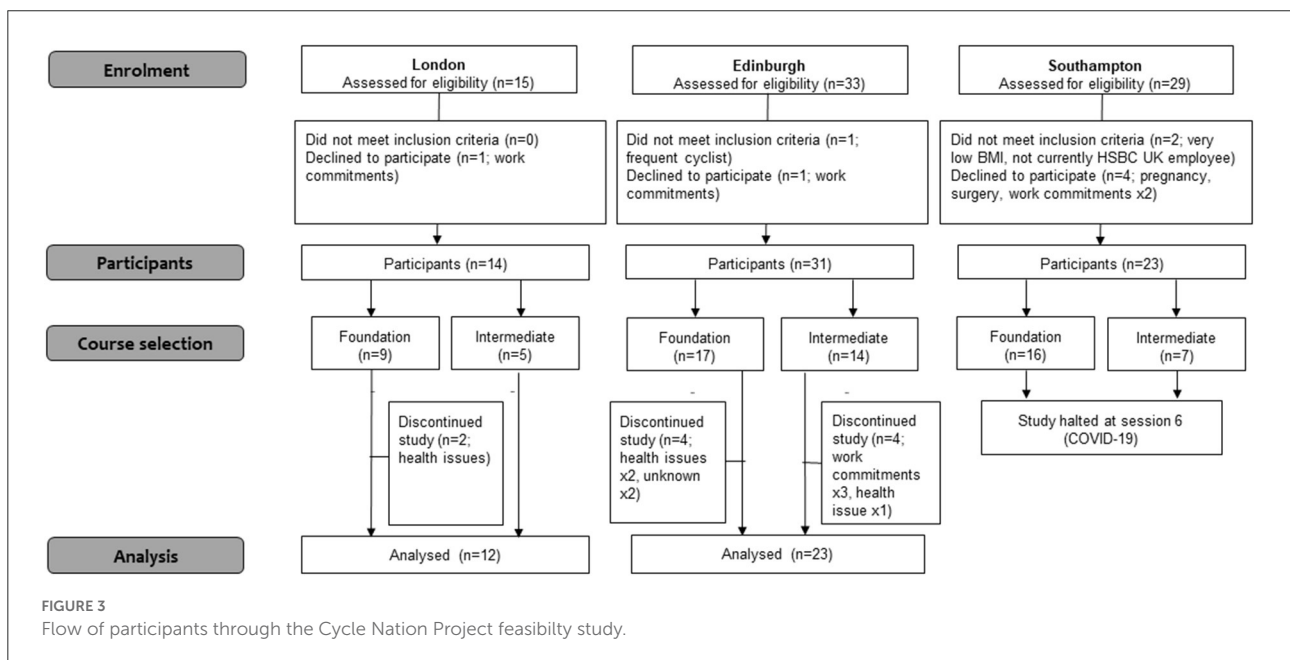 Enrolment
London
Assessed for eligibility (n=15)
Edinburgh
Assessed for eligibility (n=33)
Southampton
Assessed for eligibility (n=29)
Did not meet inclusion criteria (n=0)
Declined to participate (n=1; work
commitments)
Did not meet inclusion criteria (n=1;
frequent cyclist)
Declined to participate (n=1; work
commitments)
Did not meet inclusion criteria (n=2; very
low BMI, not currently HSBC UK employee)
Declined to participate (n=4; pregnancy,
surgery, work commitments x2)
Participants
Participants (n=14)
Participants (n=31)
Participants (n=23)
Course selection
Foundation
(n=9)
Intermediate
(n=5)
Foundation
(n=17)
Intermediate
(n=14)
Foundation
(n=16)
Intermediate
(n=7)
Discontinued
study (n=2;
health issues)
Discontinued
study (n=4;
health issues
x2, unknown
x2)
Discontinued
study (n=4;
work
commitments
x3, health
issue x1)
Study halted at session 6
(COVID-19)
Analysis
Analysed (n=12)
Analysed (n=23)
FIGURE 3
Flow of participants through the Cycle Nation Project feasibilty study.